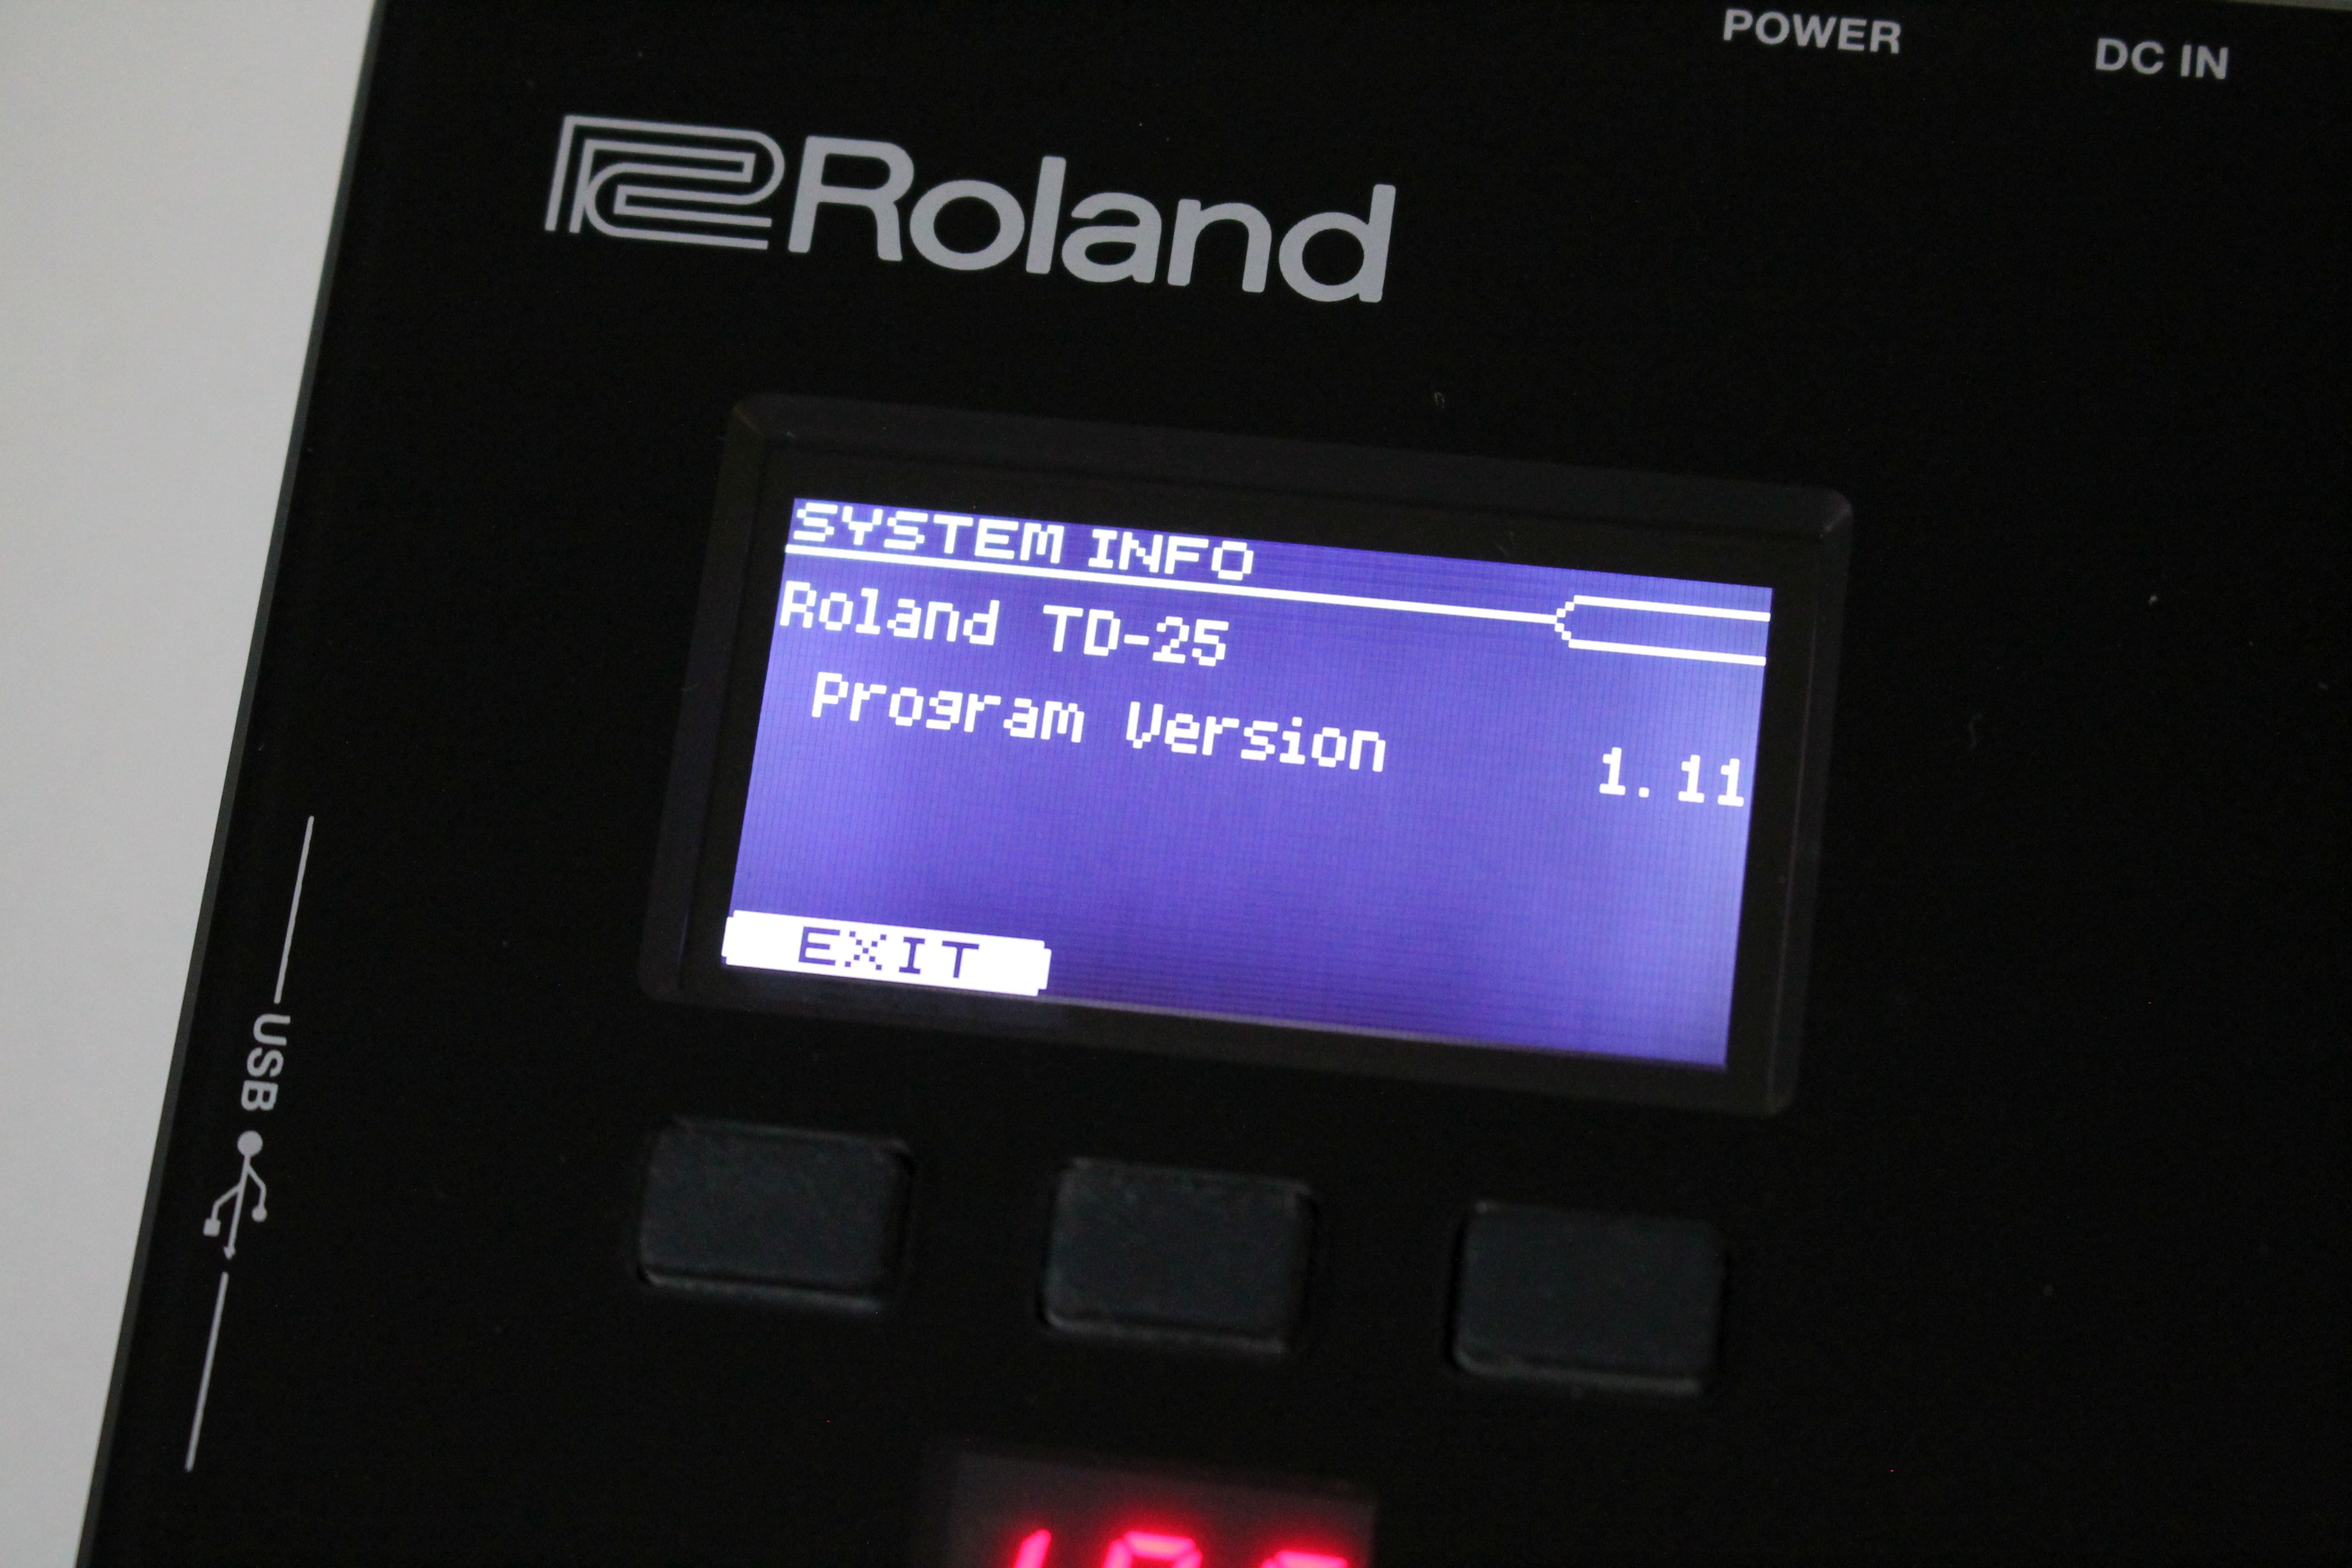 POWER
DC IN
Roland
SYSTEM INFO
Roland TD-25
Program Version 1.11
EXIT
USB